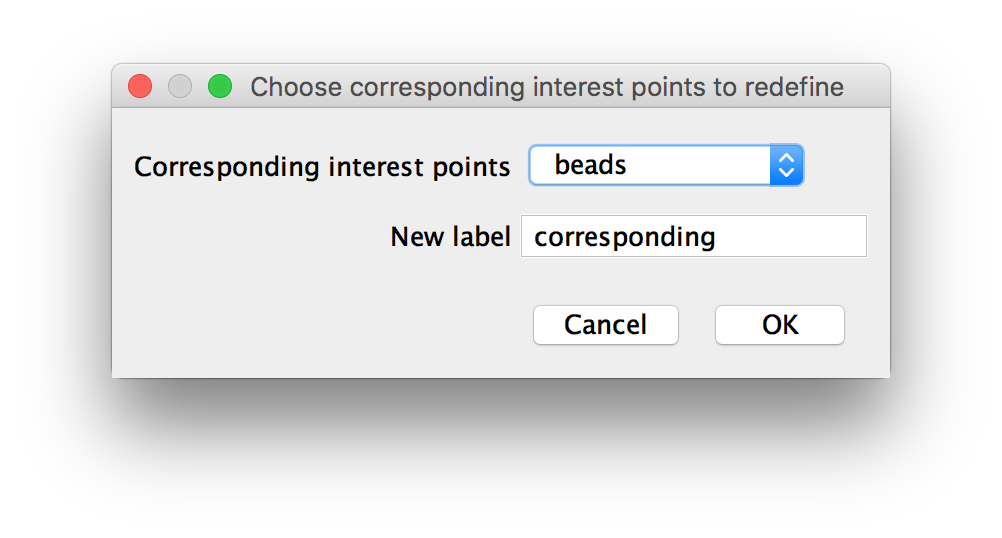 Choose corresponding interest points to redefine
Corresponding interest points beads
New label corresponding
Cancel OK